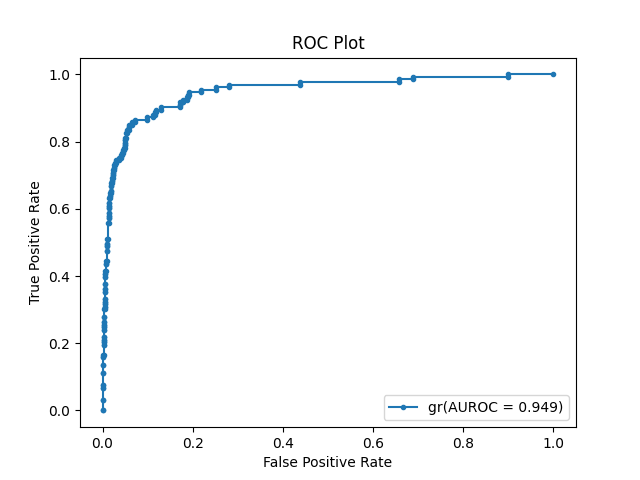 ROC Plot
True Positive Rate
1.0
0.8
0.6
0.4
0.2
0.0
gr(AUROC = 0.949)
0.0 0.2 0.4 0.6 0.8 1.0
False Positive Rate